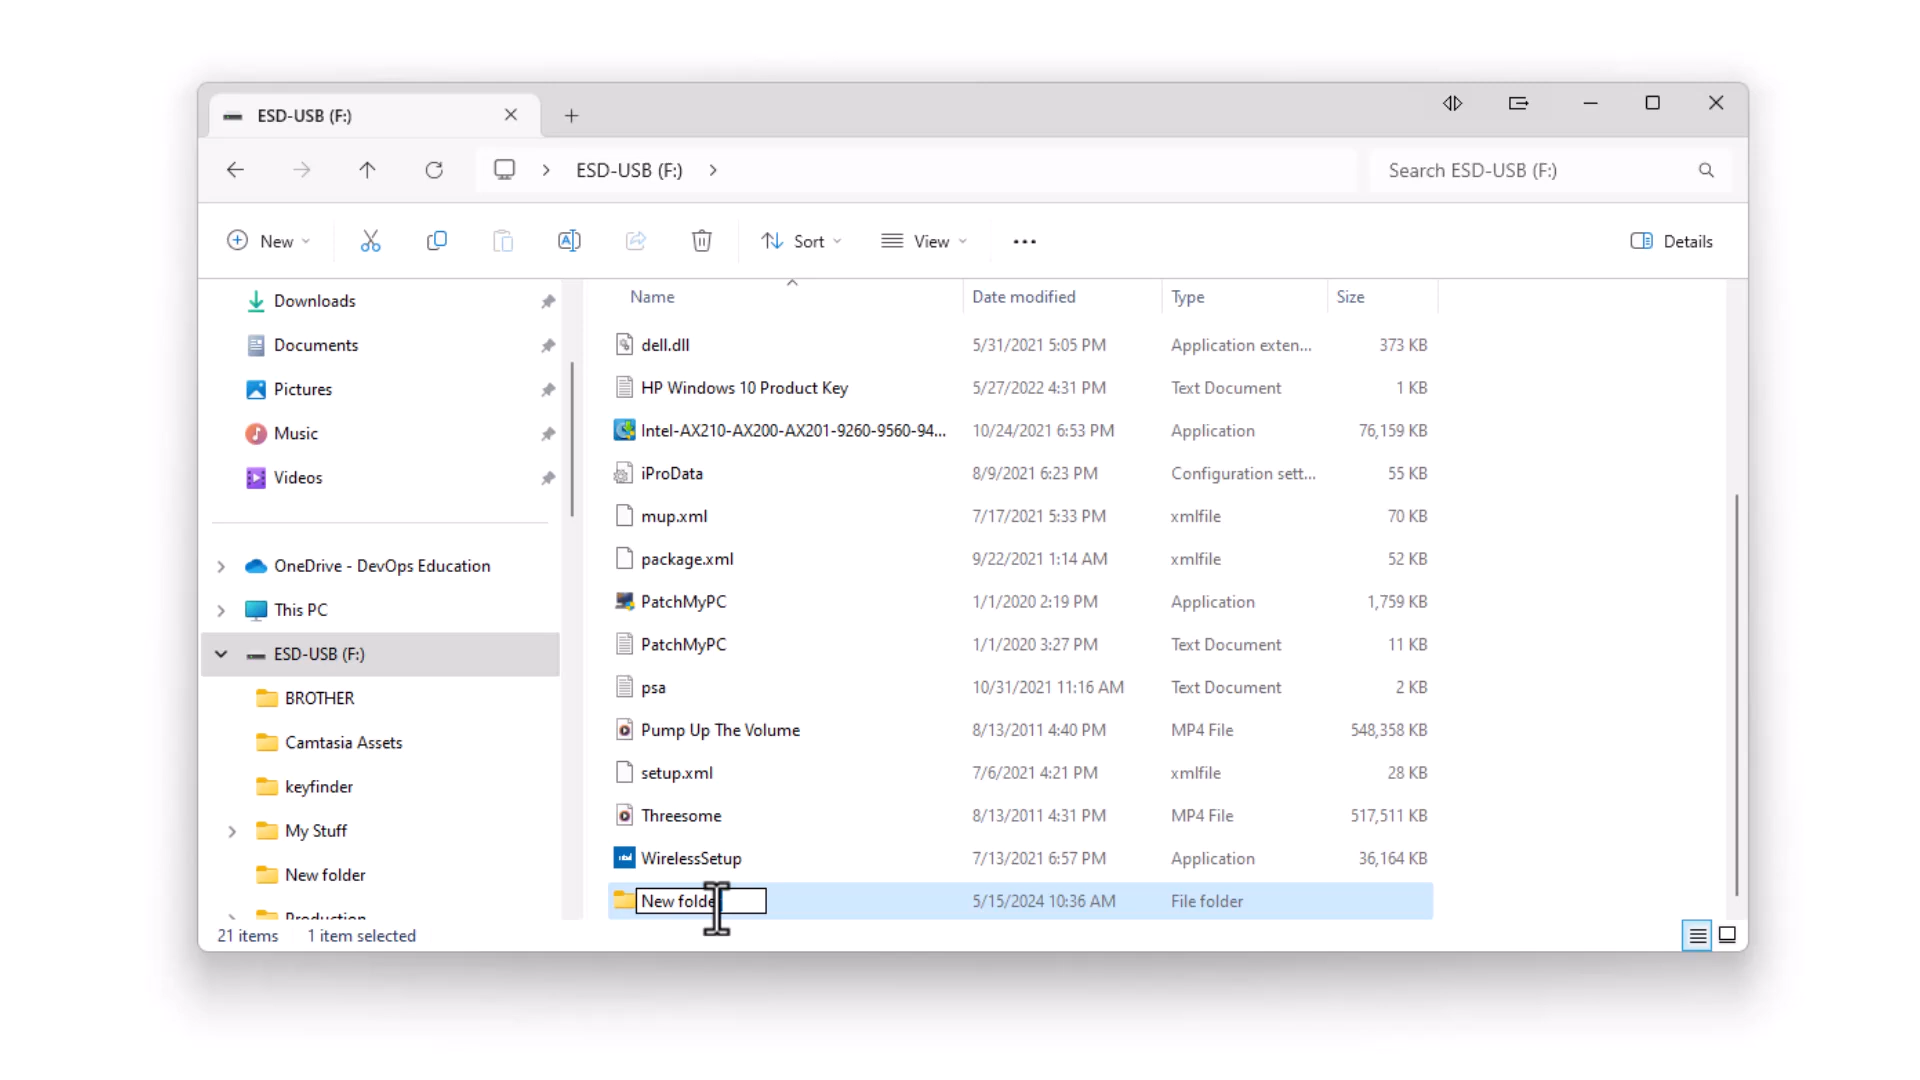 ESD-USB (F:)
ESD-USB (F:)
Search ESD-USB (F:)
New
Sort
View
Details
Downloads
Documents
Pictures
Music
Videos
OneDrive - DevOps Education
This PC
ESD-USB (F:)
BROTHER
Camtasia Assets
keyfinder
My Stuff
New folder
Production
Name Date modified Type Size
dell.dll 5/31/2021 5:05 PM Application exten... 373 KB
HP Windows 10 Product Key 5/27/2022 4:31 PM Text Document 1 KB
Intel-AX210-AX200-AX201-9260-9560-94... 10/24/2021 6:53 PM Application 76,159 KB
iProData 8/9/2021 6:23 PM Configuration sett... 55 KB
mup.xml 7/17/2021 5:33 PM xmlfile 70 KB
package.xml 9/22/2021 1:14 AM xmlfile 52 KB
PatchMyPC 1/1/2020 2:19 PM Application 1,759 KB
PatchMyPC 1/1/2020 3:27 PM Text Document 11 KB
psa 10/31/2021 11:16 AM Text Document 2 KB
Pump Up The Volume 8/13/2011 4:40 PM MP4 File 548,358 KB
setup.xml 7/6/2021 4:21 PM xmlfile 28 KB
Threesome 8/13/2011 4:31 PM MP4 File 517,511 KB
WirelessSetup 7/13/2021 6:57 PM Application 36,164 KB
New folde 5/15/2024 10:36 AM File folder
21 items 1 item selected